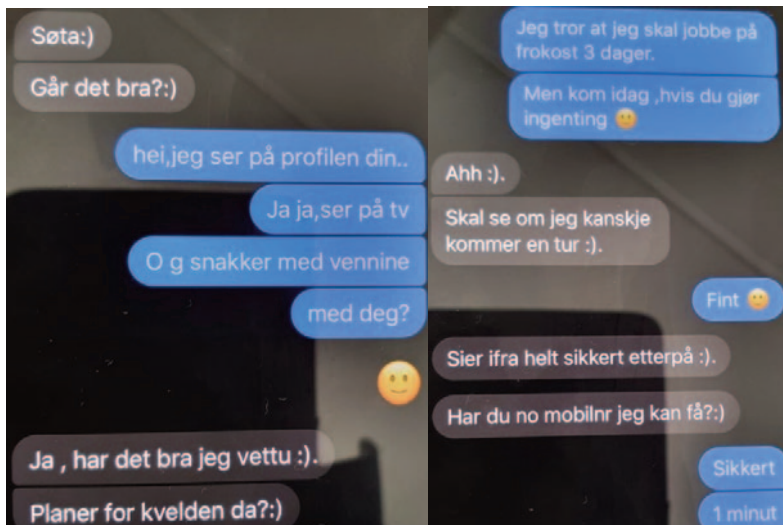 Søta:)
Går det bra?:)
hei,jeg ser på profilen din..
Ja ja,ser på tv
O g snakker med vennine
med deg?
Ja , har det bra jeg vettu :).
Planer for kvelden da?:)
Jeg tror at jeg skal jobbe på
frokost 3 dager.
Men kom idag ,hvis du gjør
ingenting 🙂
Ahh :).
Skal se om jeg kanskje
kommer en tur :).
Fint 🙂
Sier ifra helt sikkert etterpå :).
Har du no mobilnr jeg kan få?:)
Sikkert
1 minut